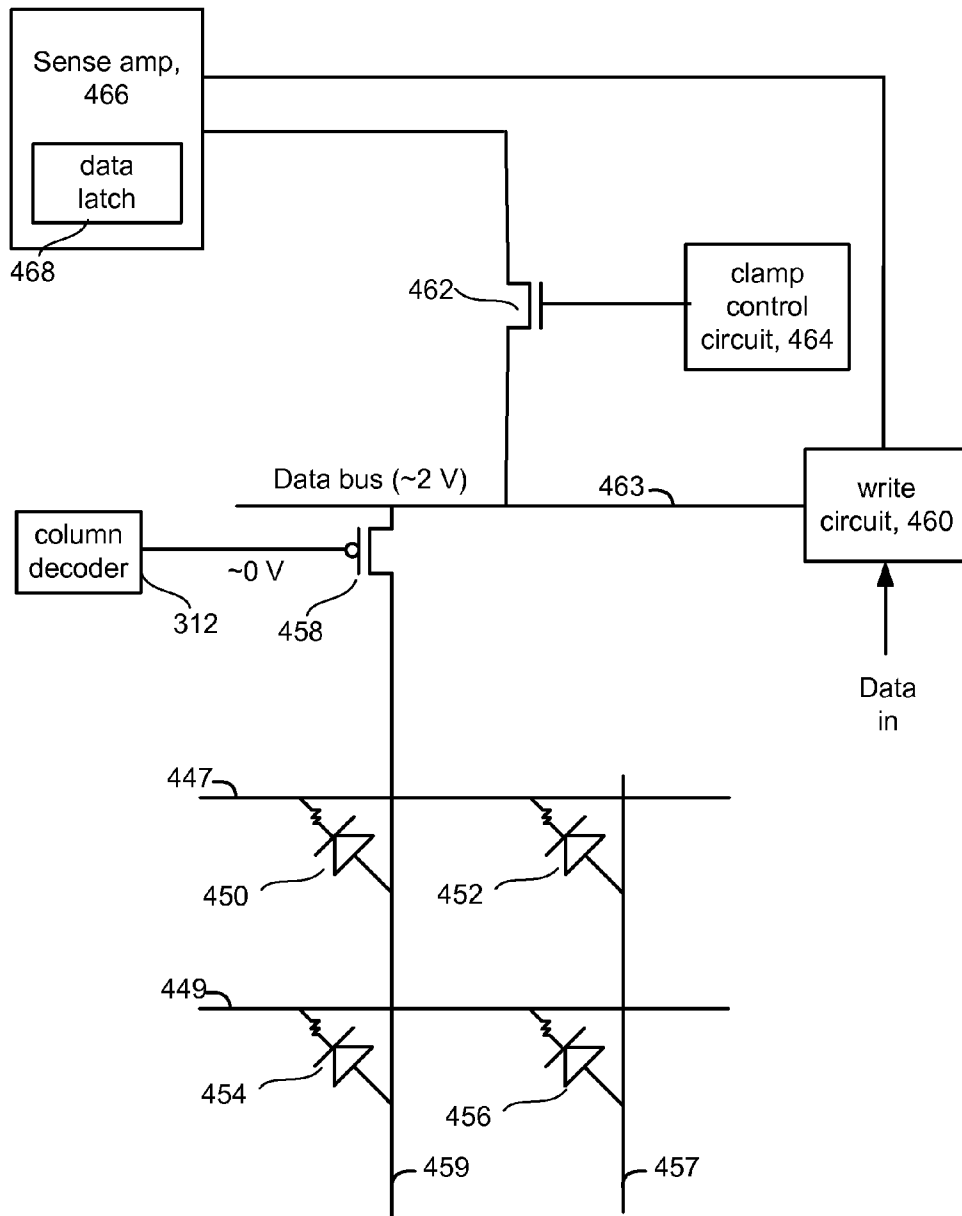 Sense amp,
466
data
latch
468
462
clamp
control
circuit, 464
Data bus (~2 V)
463
write
circuit, 460
column
decoder
~0 V
312
458
Data
in
447
450
452
449
454
456
459
457